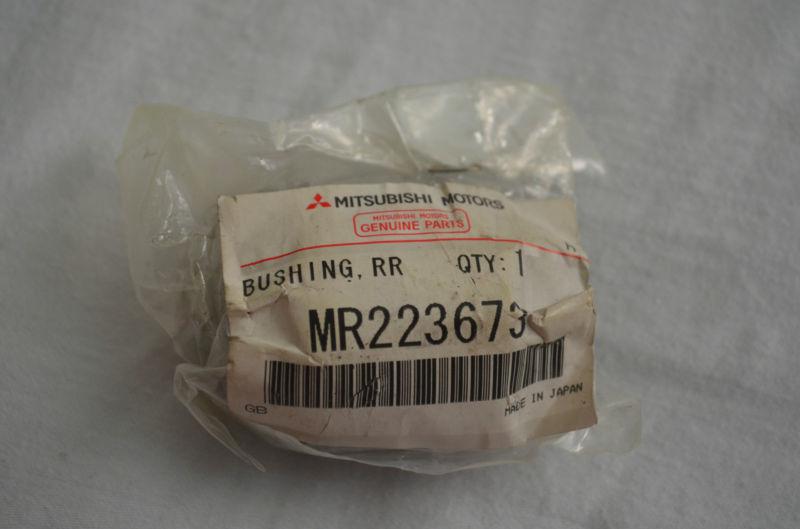 MITSUBISHI MOTORS
MITSUBISHI MOTORS
GENUINE PARTS
BUSHING, RR QTY: 1
MR223673
GB MADE IN JAPAN